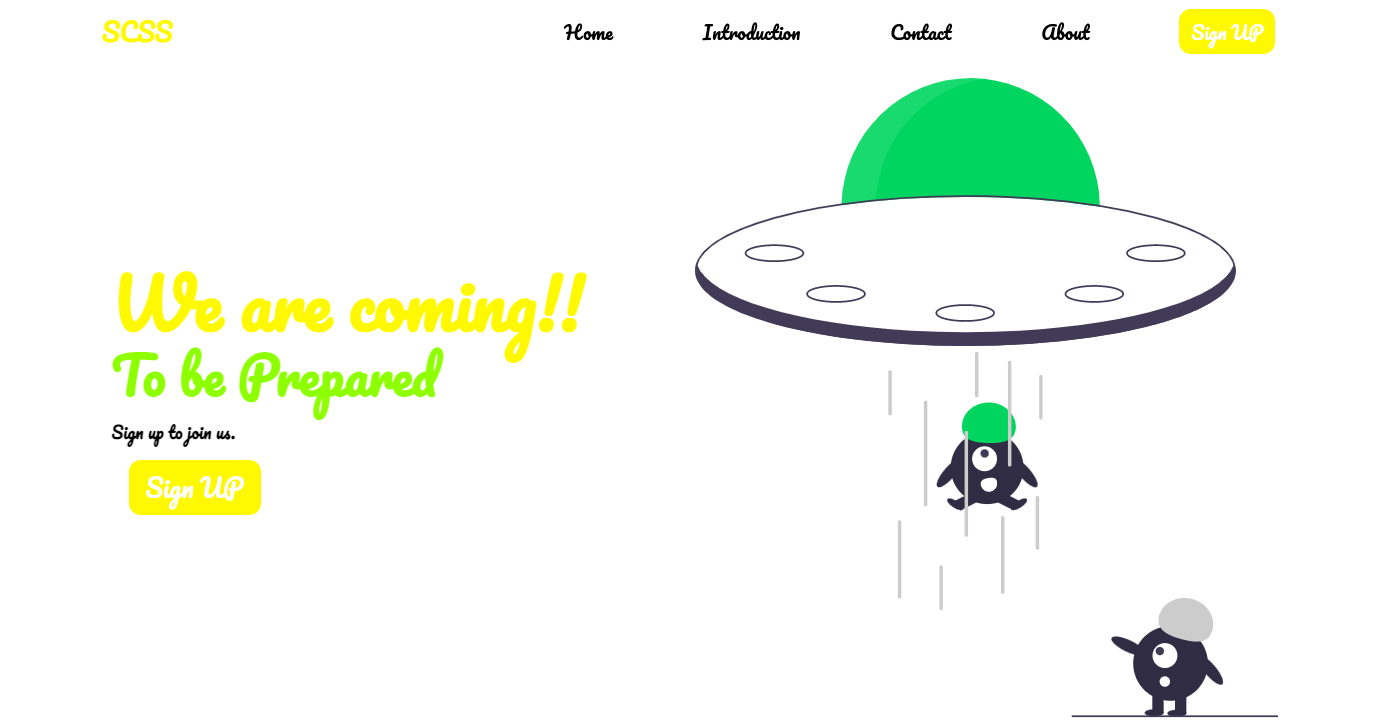 SCSS Home Introduction Contact About Sign UP
We are coming!!
To be Prepared
Sign up to join us.
Sign UP